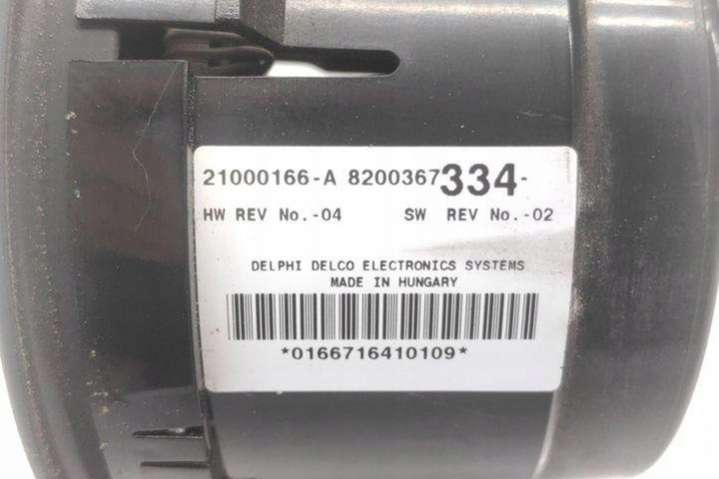 21000166-A 8200367334-
HW REV No.-04 SW REV No.-02
DELPHI DELCO ELECTRONICS SYSTEMS
MADE IN HUNGARY
*0166716410109*